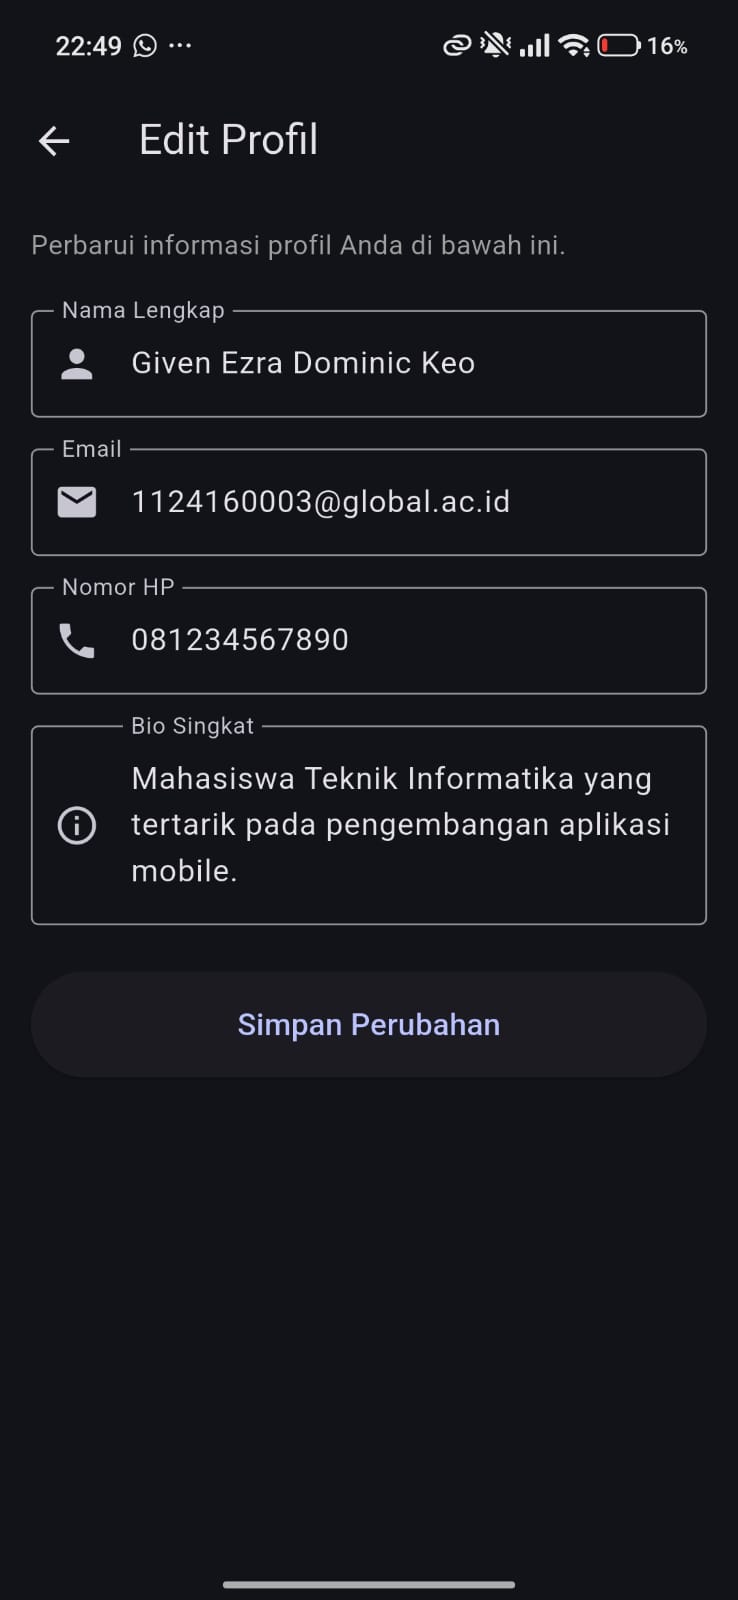 22:49 ... 16%
Edit Profil
Perbarui informasi profil Anda di bawah ini.
Nama Lengkap
Given Ezra Dominic Keo
Email
1124160003@global.ac.id
Nomor HP
081234567890
Bio Singkat
Mahasiswa Teknik Informatika yang
tertarik pada pengembangan aplikasi
mobile.
Simpan Perubahan